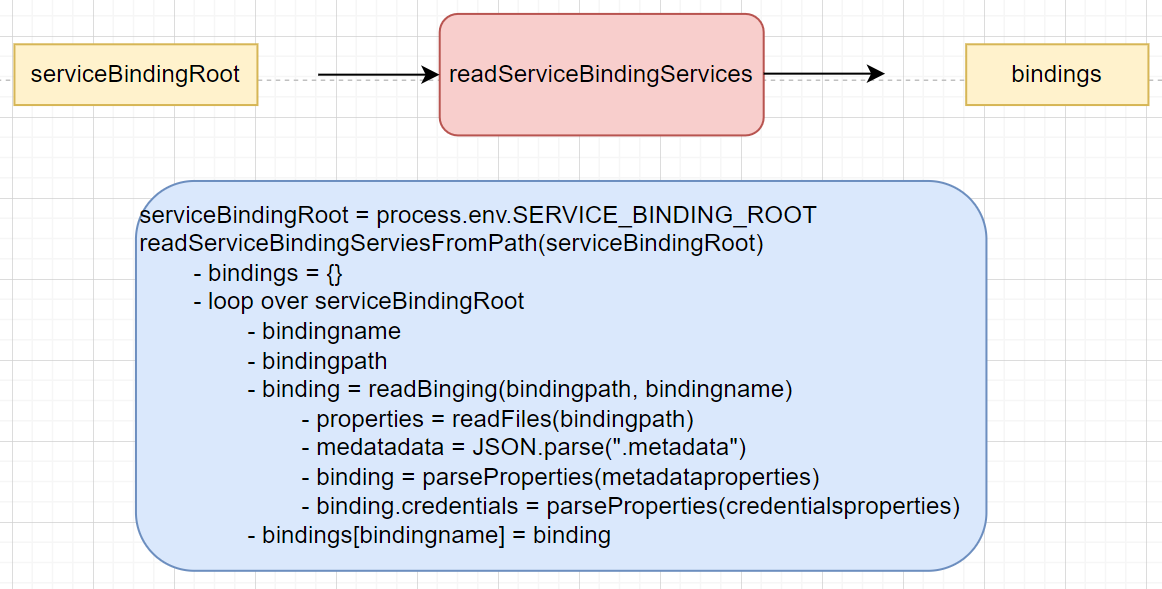 serviceBindingRoot
readServiceBindingServices
bindings
serviceBindingRoot = process.env.SERVICE_BINDING_ROOT
readServiceBindingServiesFromPath(serviceBindingRoot)
- bindings = {}
- loop over serviceBindingRoot
- bindingname
- bindingpath
- binding = readBinging(bindingpath, bindingname)
- properties = readFiles(bindingpath)
- medatadata = JSON.parse(".metadata")
- binding = parseProperties(metadataproperties)
- binding.credentials = parseProperties(credentialsproperties)
- bindings[bindingname] = binding